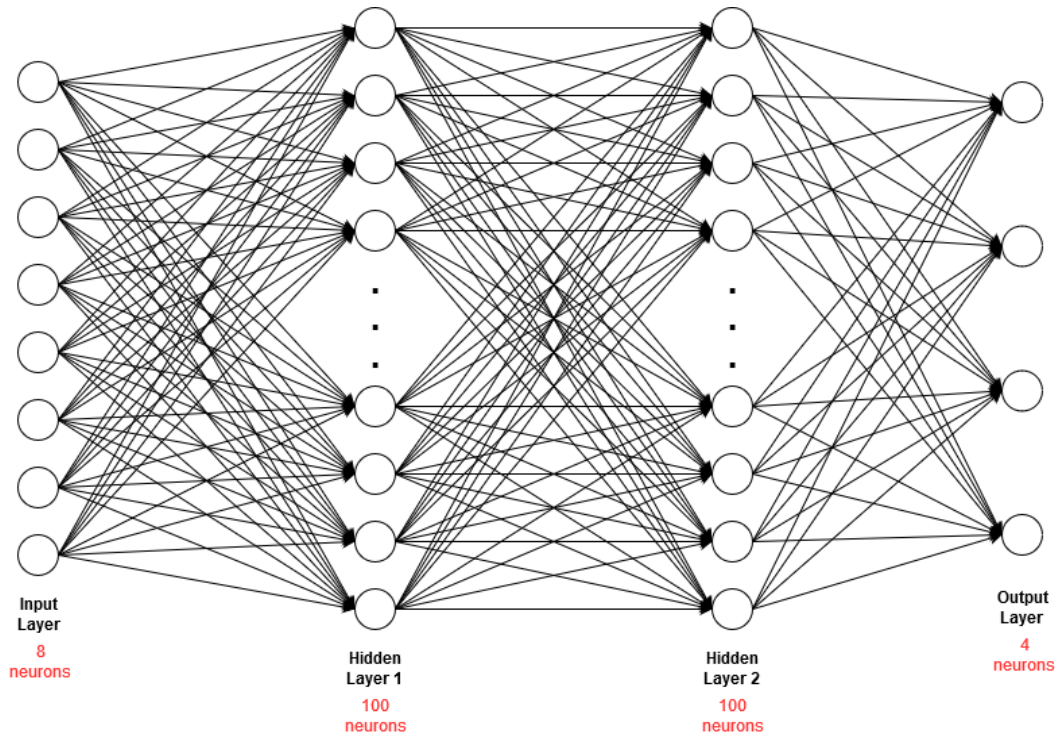 Input
Layer
8
neurons
Hidden
Layer 1
100
neurons
Hidden
Layer 2
100
neurons
Output
Layer
4
neurons